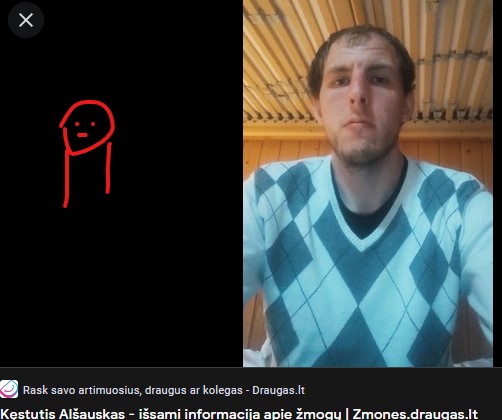 Rask savo artimuosius, draugus ar kolegas - Draugas.lt
Kęstutis Alšauskas - išsami informacija apie žmogų | Zmones.draugas.lt